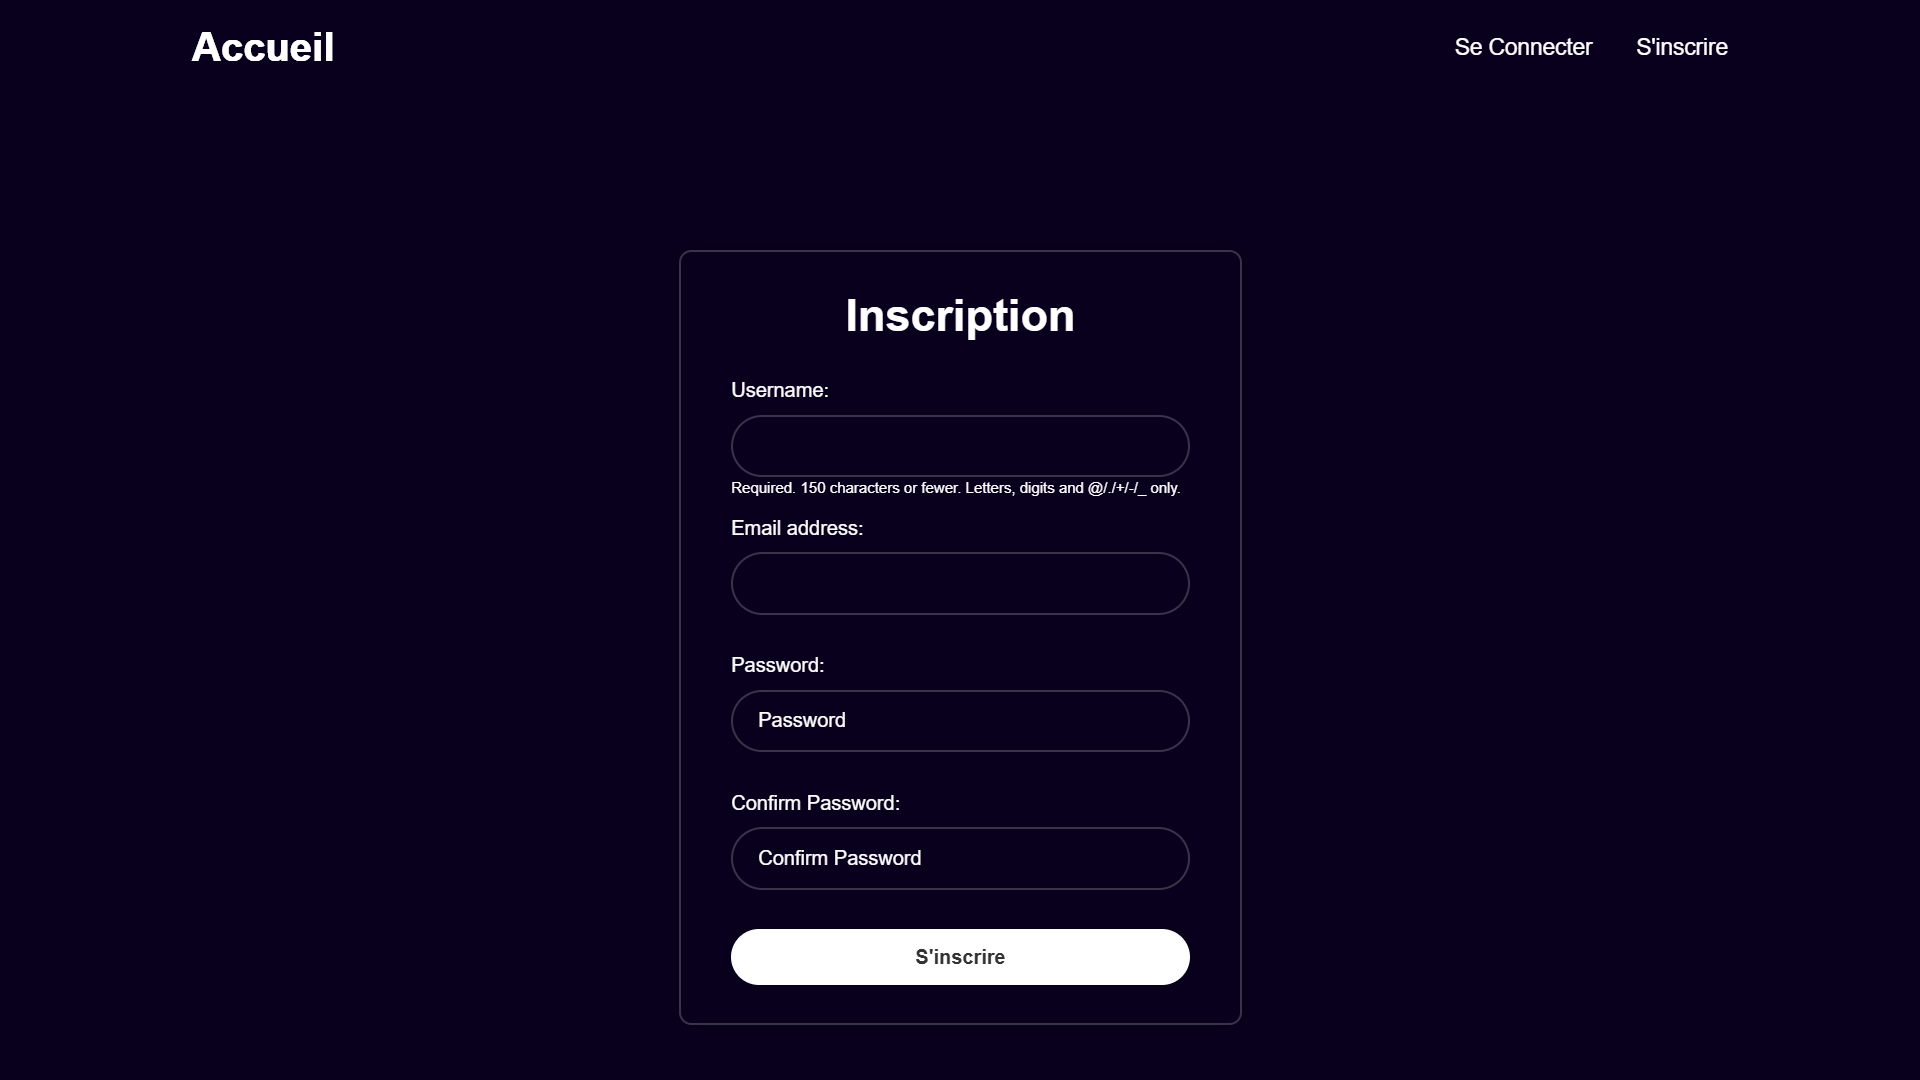 Accueil
Se Connecter
S'inscrire
Inscription
Username:
Required. 150 characters or fewer. Letters, digits and @/./+/-/_ only.
Email address:
Password:
Password
Confirm Password:
Confirm Password
S'inscrire